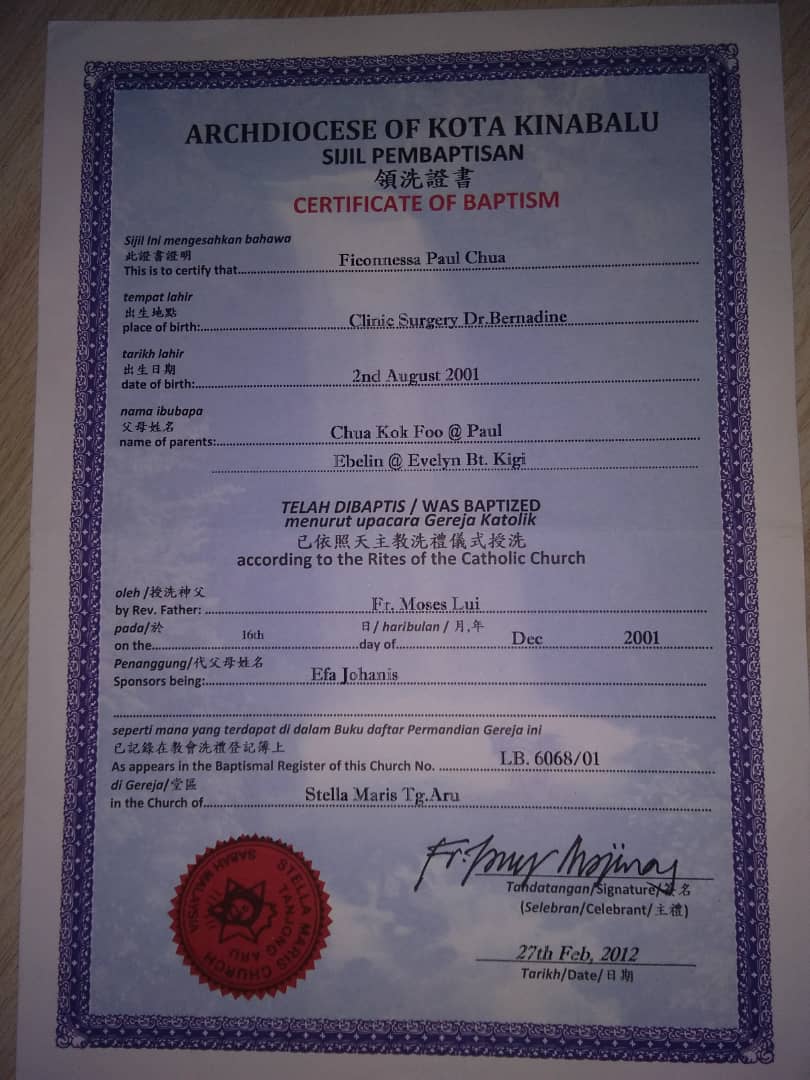 ARCHDIOCESE OF KOTA KINABALU
SIJIL PEMBAPTISAN
領洗證書
CERTIFICATE OF BAPTISM
Sijil Ini mengesahkan bahawa
此證書證明
This is to certify that Ficonnessa Paul Chua
tempat lahir
出生地點
place of birth: Clinic Surgery Dr.Bernadine
tarikh lahir
出生日期
date of birth: 2nd August 2001
nama ibubapa
父母姓名
name of parents: Chua Kok Foo @ Paul
Ebelin @ Evelyn Bt. Kigi
TELAH DIBAPTIS / WAS BAPTIZED
menurut upacara Gereja Katolik
已依照天主教洗禮儀式授洗
according to the Rites of the Catholic Church
oleh /授洗神父
by Rev. Father: Fr. Moses Lui
pada/於 日/ haribulan / 月,年
on the 16th day of Dec 2001
Penanggung/代父母姓名
Sponsors being: Efa Johanis
seperti mana yang terdapat di dalam Buku daftar Permandian Gereja ini
已記錄在教會洗禮登記簿上
As appears in the Baptismal Register of this Church No. LB. 6068/01
di Gereja/堂區
in the Church of Stella Maris Tg.Aru
Tandatangan/Signature/簽名
(Selebran/Celebrant/主禮)
27th Feb, 2012
Tarikh/Date/日期
STELLA MARIS CHURCH
TANJONG ARU
SABAH MALAYSIA